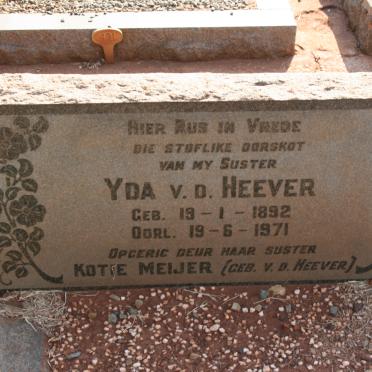 Hier Rus in Vrede
die stoflike oorskot
van my Suster
Yda v. d. Heever
Geb. 19-1-1892
Oorl. 19-6-1971
Opgerig deur haar suster
Kotie Meijer (geb. v. d. Heever)